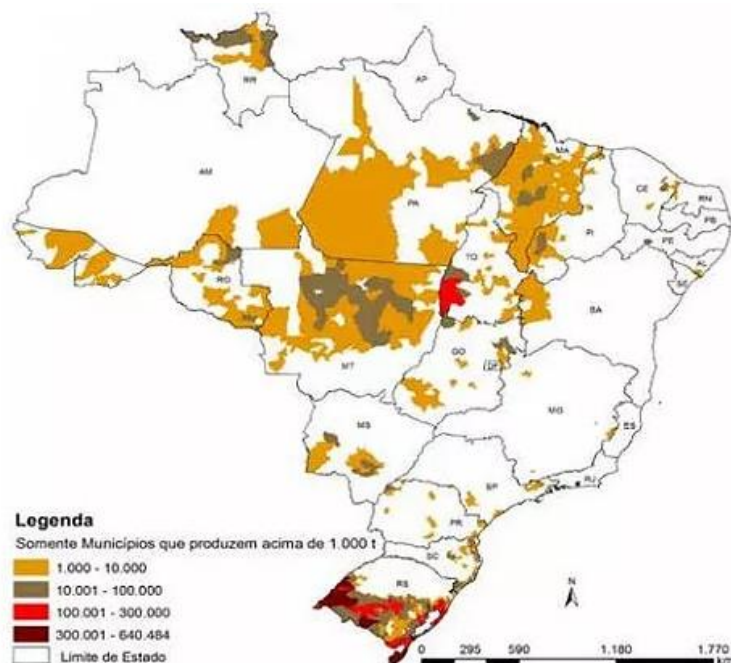 RR
AP
AM
PA
MA
CE
RN
PB
PE
AL
SE
PI
TO
AC
RO
BA
MT
GO
DF
MG
ES
MS
SP
RJ
PR
SC
RS
N
Legenda
Somente Municípios que produzem acima de 1.000 t
1.000 - 10.000
10.001 - 100.000
100.001 - 300.000
300.001 - 640.484
Limite de Estado
0 295 590 1.180 1.770